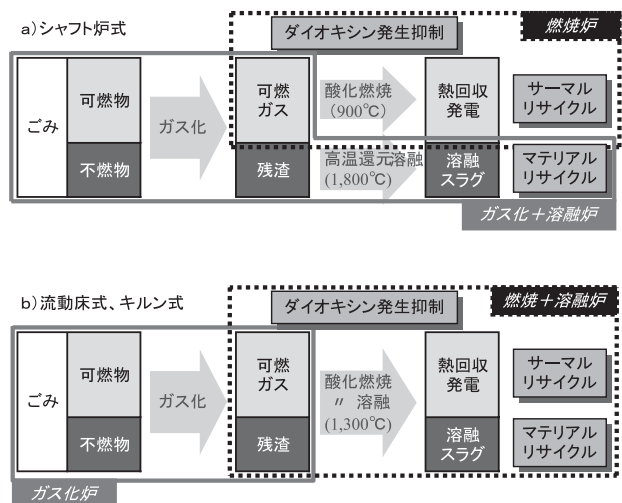 a)シャフト炉式
ダイオキシン発生抑制
燃焼炉
ごみ
可燃物
不燃物
ガス化
可燃
ガス
残渣
酸化燃焼
(900℃)
高温還元溶融
(1,800℃)
熱回収
発電
溶融
スラグ
サーマル
リサイクル
マテリアル
リサイクル
ガス化+溶融炉
b)流動床式、キルン式
ダイオキシン発生抑制
燃焼+溶融炉
ごみ
可燃物
不燃物
ガス化
可燃
ガス
残渣
酸化燃焼
〃 溶融
(1,300℃)
熱回収
発電
溶融
スラグ
サーマル
リサイクル
マテリアル
リサイクル
ガス化炉